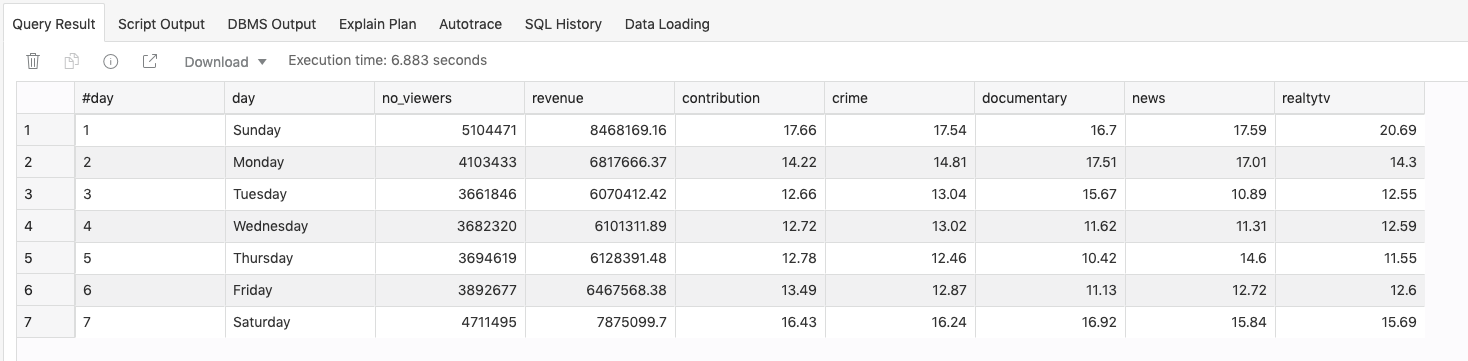 Query Result Script Output DBMS Output Explain Plan Autotrace SQL History Data Loading
Download Execution time: 6.883 seconds
#day day no_viewers revenue contribution crime documentary news realtytv
1 1 Sunday 5104471 8468169.16 17.66 17.54 16.7 17.59 20.69
2 2 Monday 4103433 6817666.37 14.22 14.81 17.51 17.01 14.3
3 3 Tuesday 3661846 6070412.42 12.66 13.04 15.67 10.89 12.55
4 4 Wednesday 3682320 6101311.89 12.72 13.02 11.62 11.31 12.59
5 5 Thursday 3694619 6128391.48 12.78 12.46 10.42 14.6 11.55
6 6 Friday 3892677 6467568.38 13.49 12.87 11.13 12.72 12.6
7 7 Saturday 4711495 7875099.7 16.43 16.24 16.92 15.84 15.69